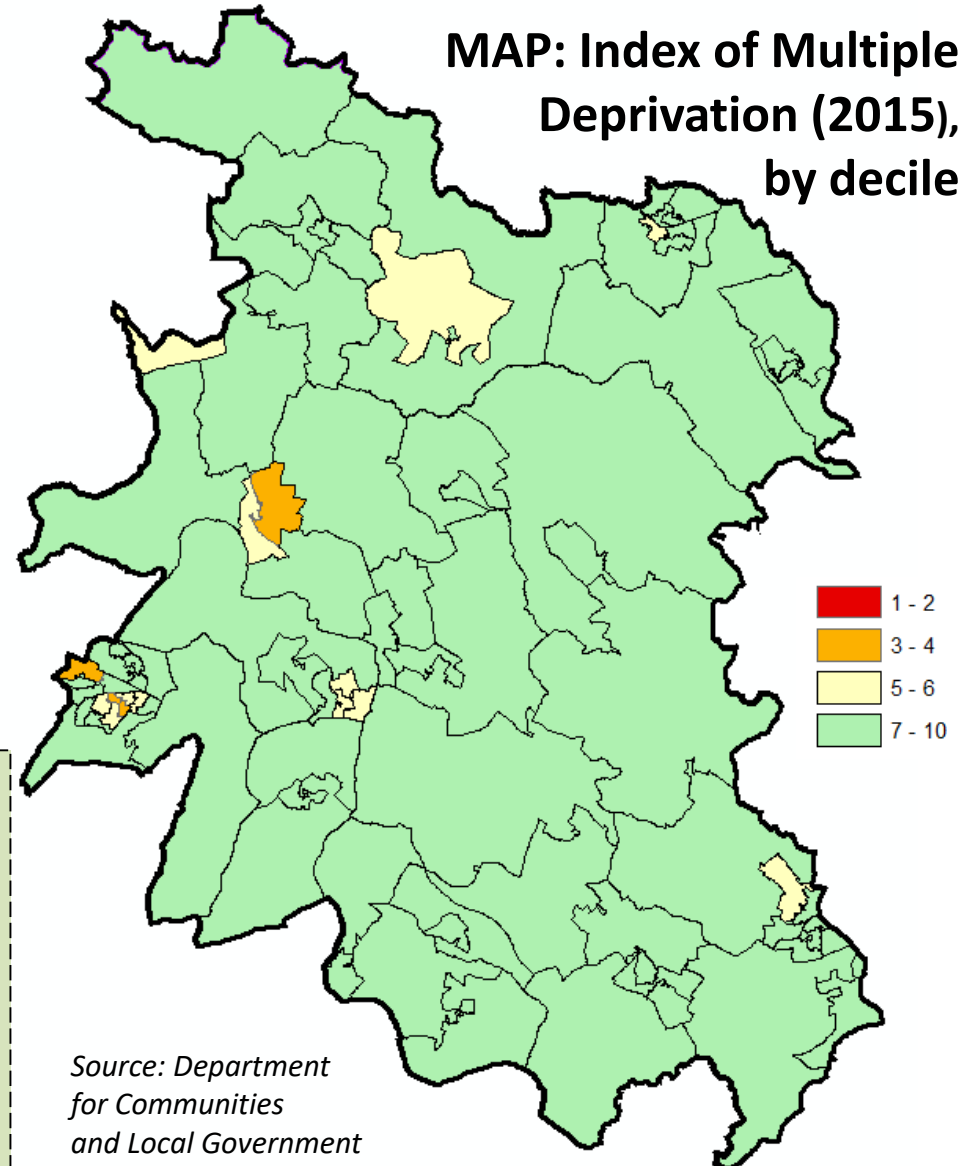 MAP: Index of Multiple
Deprivation (2015),
by decile
1 - 2
3 - 4
5 - 6
7 - 10
Source: Department
for Communities
and Local Government